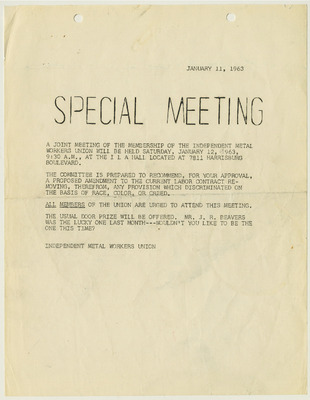 JANUARY 11, 1963
SPECIAL MEETING
A JOINT MEETING OF THE MEMBERSHIP OF THE INDEPENDENT METAL
WORKERS UNION WILL BE HELD SATURDAY, JANUARY 12, 1963,
9:30 A.M., AT THE I L A HALL LOCATED AT 7811 HARRISBURG
BOULEVARD.
THE COMMITTEE IS PREPARED TO RECOMMEND, FOR YOUR APPROVAL,
A PROPOSED AMENDMENT TO THE CURRENT LABOR CONTRACT RE-
MOVING, THEREFROM, ANY PROVISION WHICH DISCRIMINATED ON
THE BASIS OF RACE, COLOR, OR CREED.
ALL MEMBERS OF THE UNION ARE URGED TO ATTEND THIS MEETING.
THE USUAL DOOR PRIZE WILL BE OFFERED. MR. J. R. BEAVERS
WAS THE LUCKY ONE LAST MONTH---WOULDN'T YOU LIKE TO BE THE
ONE THIS TIME?
INDEPENDENT METAL WORKERS UNION